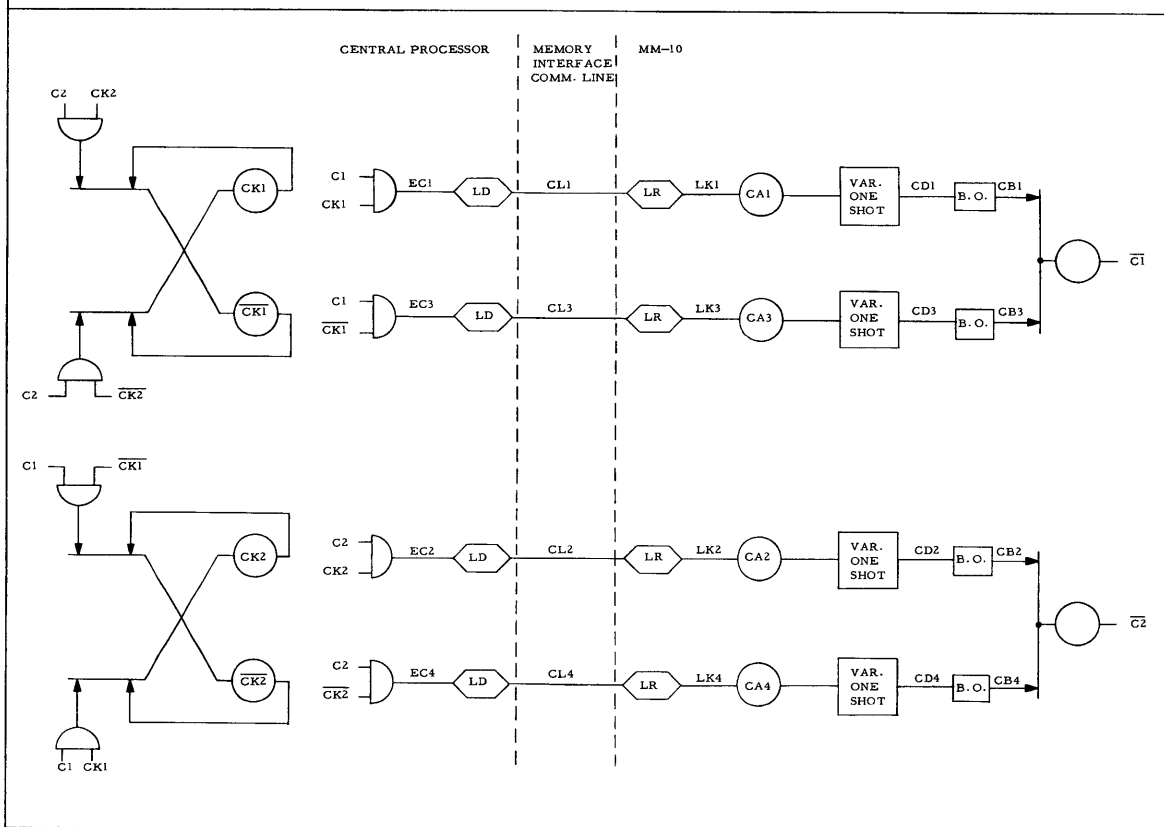 CENTRAL PROCESSOR
MEMORY
INTERFACE
COMM. LINE
MM-10
C2 CK2
CK1
C̅K̅1̅
C2 C̅K̅2̅
C1
CK1
EC1
LD
CL1
LR
LK1
CA1
VAR.
ONE
SHOT
CD1
B. O.
CB1
C̅1̅
C1
C̅K̅1̅
EC3
LD
CL3
LR
LK3
CA3
VAR.
ONE
SHOT
CD3
B. O.
CB3
C1 C̅K̅1̅
CK2
C̅K̅2̅
C1 CK1
C2
CK2
EC2
LD
CL2
LR
LK2
CA2
VAR.
ONE
SHOT
CD2
B. O.
CB2
C̅2̅
C2
C̅K̅2̅
EC4
LD
CL4
LR
LK4
CA4
VAR.
ONE
SHOT
CD4
B. O.
CB4